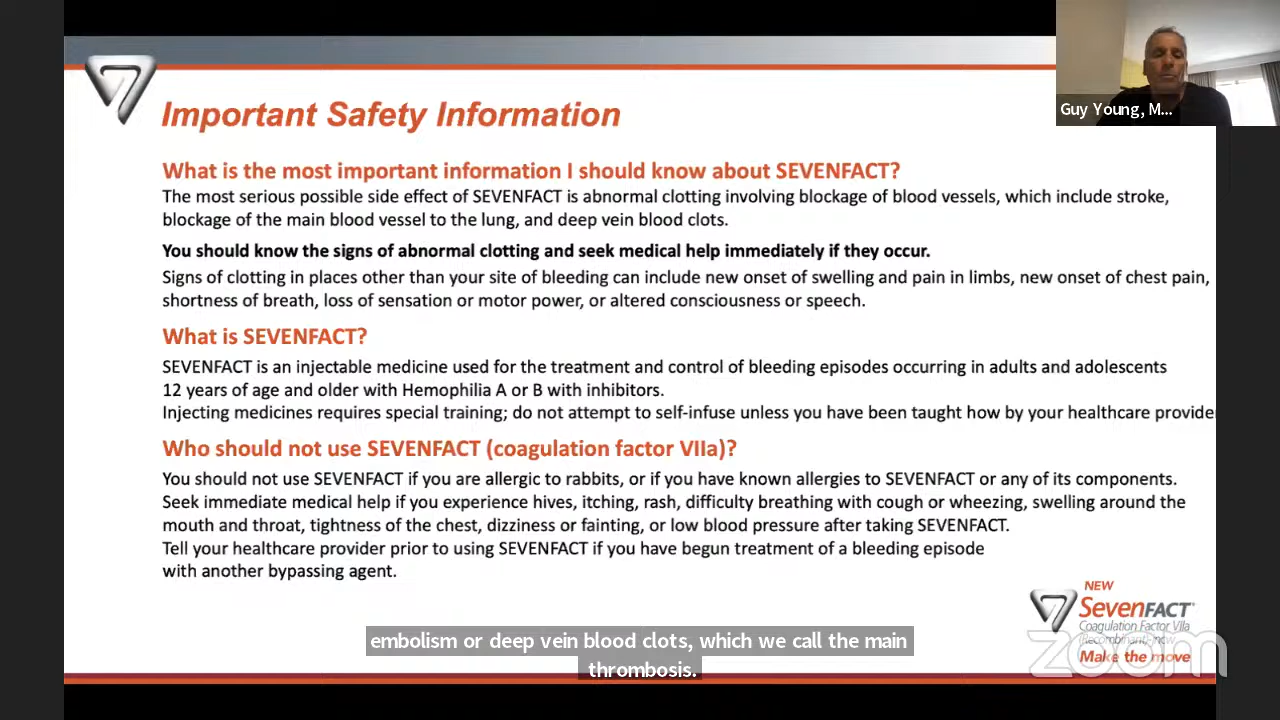 Guy Young, M...
Important Safety Information
What is the most important information I should know about SEVENFACT?
The most serious possible side effect of SEVENFACT is abnormal clotting involving blockage of blood vessels, which include stroke,
blockage of the main blood vessel to the lung, and deep vein blood clots.
You should know the signs of abnormal clotting and seek medical help immediately if they occur.
Signs of clotting in places other than your site of bleeding can include new onset of swelling and pain in limbs, new onset of chest pain,
shortness of breath, loss of sensation or motor power, or altered consciousness or speech.
What is SEVENFACT?
SEVENFACT is an injectable medicine used for the treatment and control of bleeding episodes occurring in adults and adolescents
12 years of age and older with Hemophilia A or B with inhibitors.
Injecting medicines requires special training; do not attempt to self-infuse unless you have been taught how by your healthcare provider
Who should not use SEVENFACT (coagulation factor VIIa)?
You should not use SEVENFACT if you are allergic to rabbits, or if you have known allergies to SEVENFACT or any of its components.
Seek immediate medical help if you experience hives, itching, rash, difficulty breathing with cough or wheezing, swelling around the
mouth and throat, tightness of the chest, dizziness or fainting, or low blood pressure after taking SEVENFACT.
Tell your healthcare provider prior to using SEVENFACT if you have begun treatment of a bleeding episode
with another bypassing agent.
NEW
SevenFACT
Coagulation Factor VIIa
(Recombinant)-jncw
Make the move
zoom
embolism or deep vein blood clots, which we call the main
thrombosis.